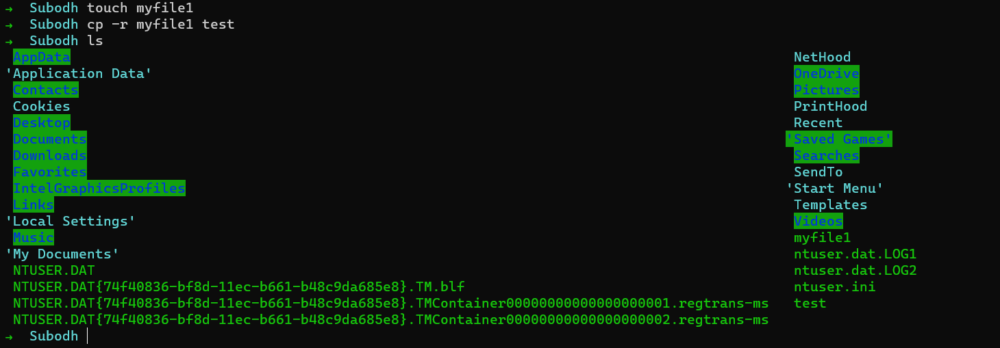 → Subodh touch myfile1
→ Subodh cp -r myfile1 test
→ Subodh ls
AppData NetHood
'Application Data' OneDrive
Contacts Pictures
Cookies PrintHood
Desktop Recent
Documents 'Saved Games'
Downloads Searches
Favorites SendTo
IntelGraphicsProfiles 'Start Menu'
Links Templates
'Local Settings' Videos
Music myfile1
'My Documents' ntuser.dat.LOG1
NTUSER.DAT ntuser.dat.LOG2
NTUSER.DAT{74f40836-bf8d-11ec-b661-b48c9da685e8}.TM.blf ntuser.ini
NTUSER.DAT{74f40836-bf8d-11ec-b661-b48c9da685e8}.TMContainer00000000000000000001.regtrans-ms test
NTUSER.DAT{74f40836-bf8d-11ec-b661-b48c9da685e8}.TMContainer00000000000000000002.regtrans-ms
→ Subodh